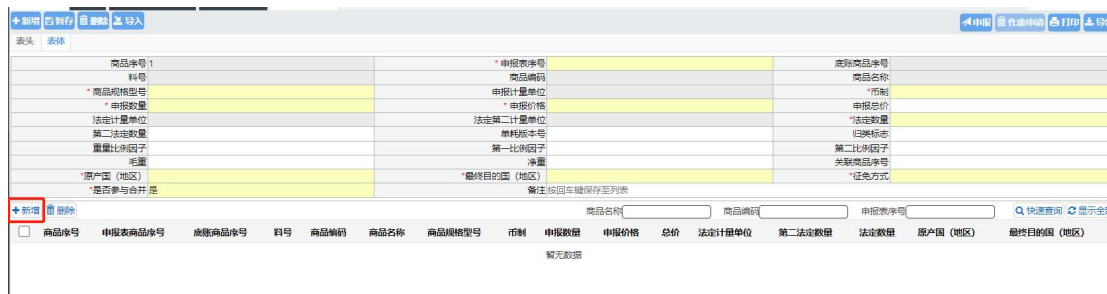 新增 暂存 删除 导入 申报 作废申请 打印
表头 表体
商品序号 1 *申报表序号 底账商品序号
料号 商品编码 商品名称
*商品规格型号 申报计量单位 *币制
*申报数量 *申报价格 申报总价
法定计量单位 法定第二计量单位 *法定数量
第二法定数量 单耗版本号 归类标志
重量比例因子 第一比例因子 第二比例因子
毛重 净重 关联商品序号
*原产国（地区） *最终目的国（地区） *征免方式
*是否参与合并 是 备注 按回车键保存至列表
新增 删除 商品名称 商品编码 申报表序号 快速查询 显示全
商品序号 申报表商品序号 底账商品序号 料号 商品编码 商品名称 商品规格型号 币制 申报数量 申报价格 总价 法定计量单位 第二法定数量 法定数量 原产国（地区） 最终目的国（地区）
暂无数据